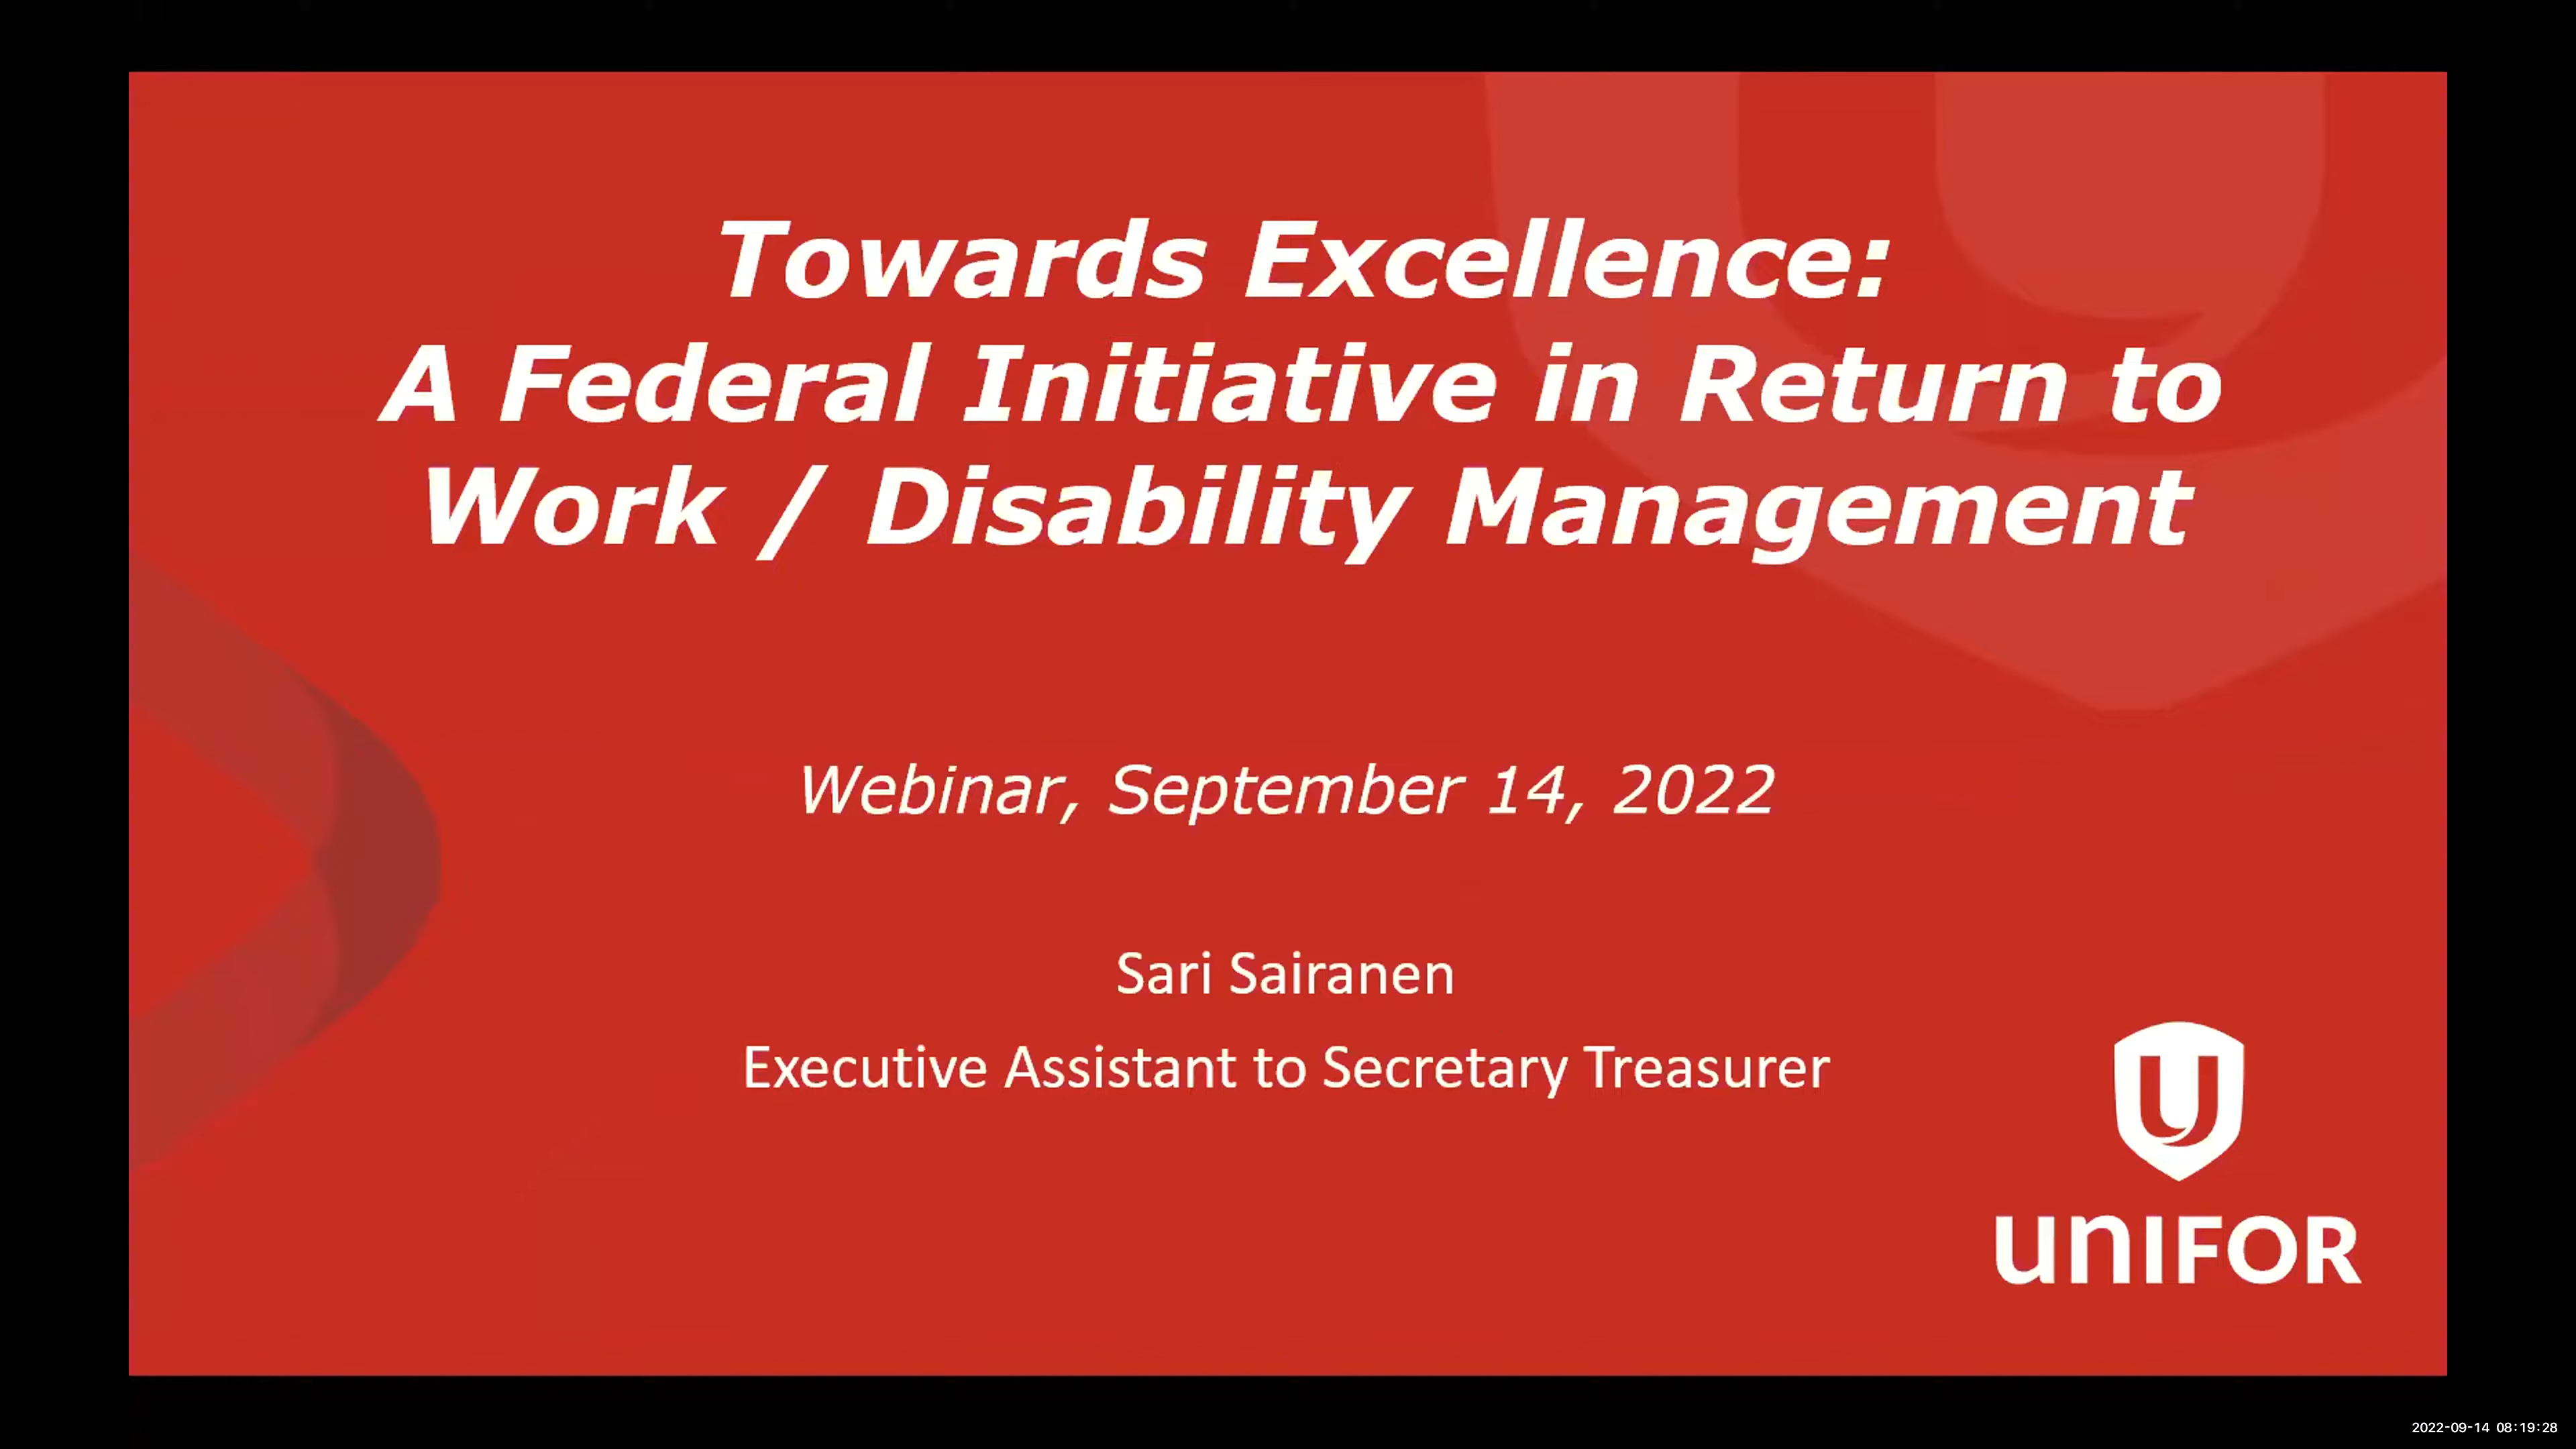 Towards Excellence:
A Federal Initiative in Return to
Work / Disability Management
Webinar, September 14, 2022
Sari Sairanen
Executive Assistant to Secretary Treasurer
U
UNIFOR
2022-09-14 08:19:28